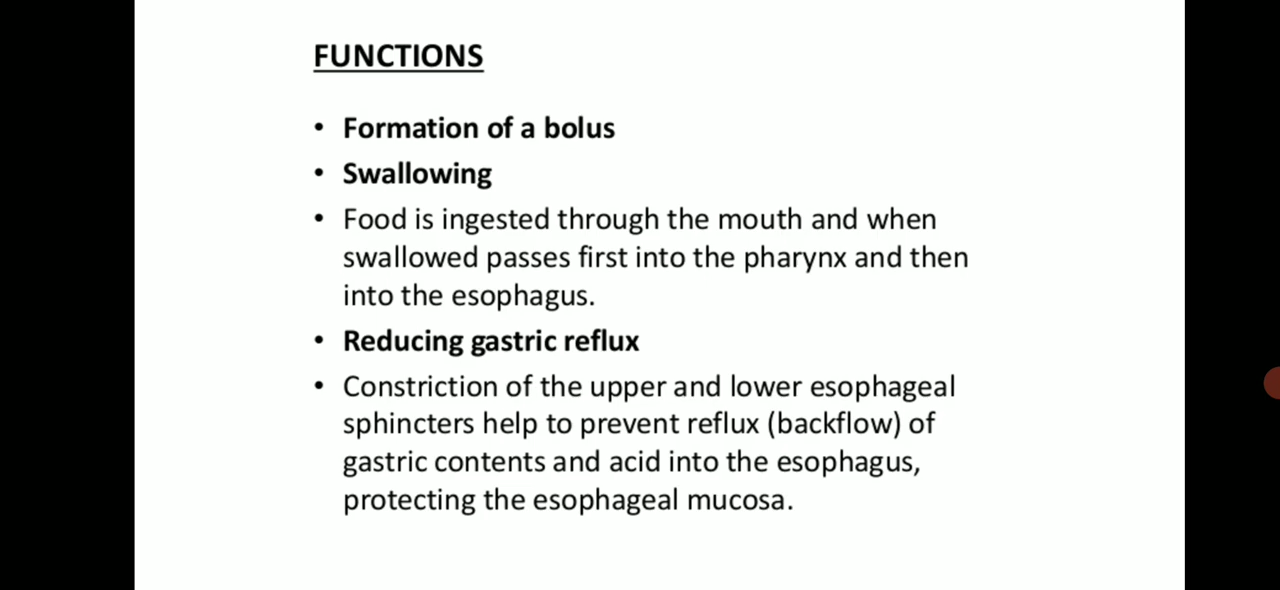 FUNCTIONS
• Formation of a bolus
• Swallowing
• Food is ingested through the mouth and when
swallowed passes first into the pharynx and then
into the esophagus.
• Reducing gastric reflux
• Constriction of the upper and lower esophageal
sphincters help to prevent reflux (backflow) of
gastric contents and acid into the esophagus,
protecting the esophageal mucosa.